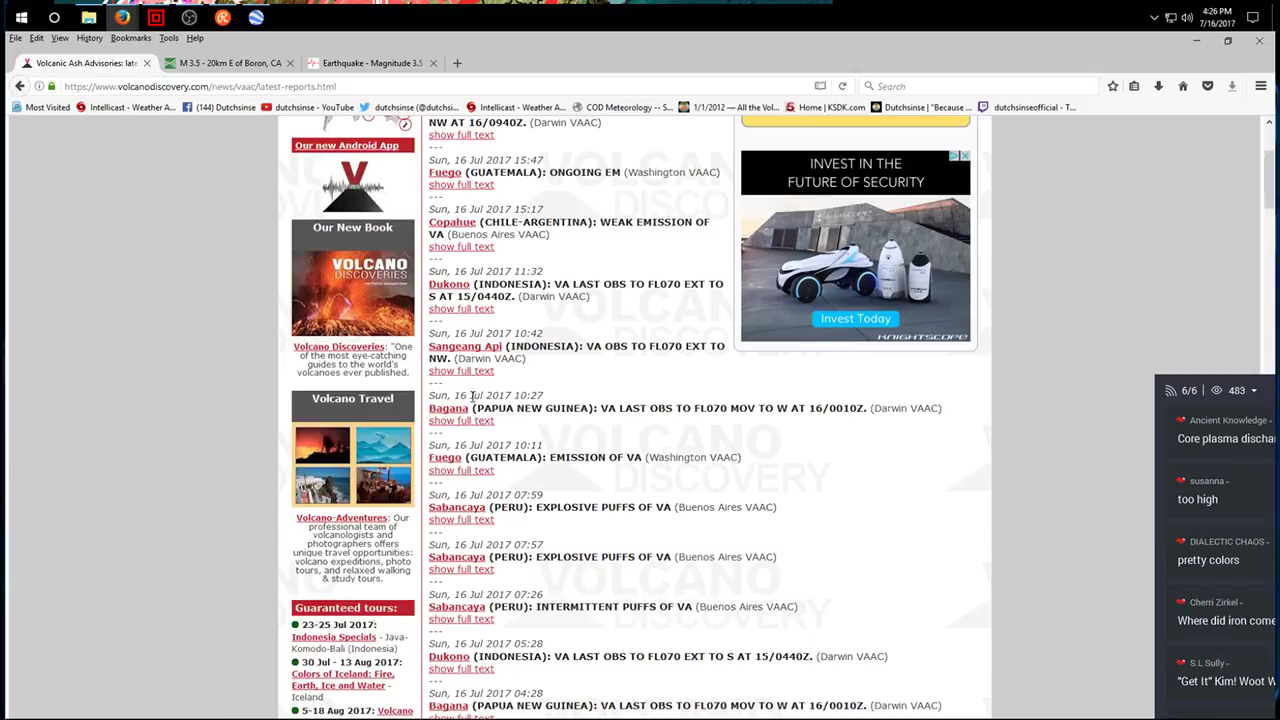 4:26 PM
7/16/2017
File Edit View History Bookmarks Tools Help
Volcanic Ash Advisories: late
M 3.5 - 20km E of Boron, CA
Earthquake - Magnitude 3.5
https://www.volcanodiscovery.com/news/vaac/latest-reports.html
Search
Most Visited
Intellicast - Weather A...
(144) Dutchsinse
dutchsinse - YouTube
dutchsinse (@dutchsi...
Intellicast - Weather A...
COD Meteorology -- S...
1/1/2012 — All the Vol...
Home | KSDK.com
Dutchsinse | "Because ...
dutchsinseofficial - T...
Our new Android App
Our New Book
VOLCANO
DISCOVERIES
Volcano Discoveries: "One
of the most eye-catching
guides to the world's
volcanoes ever published.
Volcano Travel
Volcano-Adventures: Our
professional team of
volcanologists and
photographers offers
unique travel opportunities:
volcano expeditions, photo
tours, and relaxed walking
& study tours.
Guaranteed tours:
23-25 Jul 2017:
Indonesia Specials - Java-
Komodo-Bali (Indonesia)
30 Jul - 13 Aug 2017:
Colors of Iceland: Fire,
Earth, Ice and Water -
Iceland
5-18 Aug 2017: Volcano
NW AT 16/0940Z. (Darwin VAAC)
show full text
---
Sun, 16 Jul 2017 15:47
Fuego (GUATEMALA): ONGOING EM (Washington VAAC)
show full text
---
Sun, 16 Jul 2017 15:17
Copahue (CHILE-ARGENTINA): WEAK EMISSION OF
VA (Buenos Aires VAAC)
show full text
---
Sun, 16 Jul 2017 11:32
Dukono (INDONESIA): VA LAST OBS TO FL070 EXT TO
S AT 15/0440Z. (Darwin VAAC)
show full text
---
Sun, 16 Jul 2017 10:42
Sangeang Api (INDONESIA): VA OBS TO FL070 EXT TO
NW. (Darwin VAAC)
show full text
---
Sun, 16 Jul 2017 10:27
Bagana (PAPUA NEW GUINEA): VA LAST OBS TO FL070 MOV TO W AT 16/0010Z. (Darwin VAAC)
show full text
---
Sun, 16 Jul 2017 10:11
Fuego (GUATEMALA): EMISSION OF VA (Washington VAAC)
show full text
---
Sun, 16 Jul 2017 07:59
Sabancaya (PERU): EXPLOSIVE PUFFS OF VA (Buenos Aires VAAC)
show full text
---
Sun, 16 Jul 2017 07:57
Sabancaya (PERU): EXPLOSIVE PUFFS OF VA (Buenos Aires VAAC)
show full text
---
Sun, 16 Jul 2017 07:26
Sabancaya (PERU): INTERMITTENT PUFFS OF VA (Buenos Aires VAAC)
show full text
---
Sun, 16 Jul 2017 05:28
Dukono (INDONESIA): VA LAST OBS TO FL070 EXT TO S AT 15/0440Z. (Darwin VAAC)
show full text
---
Sun, 16 Jul 2017 04:28
Bagana (PAPUA NEW GUINEA): VA LAST OBS TO FL070 MOV TO W AT 16/0010Z. (Darwin VAAC)
VOLCANO
DISCOVERY
INVEST IN THE
FUTURE OF SECURITY
Invest Today
KNIGHTSCOPE
6/6 483
Ancient Knowledge
Core plasma dischar
susanna
too high
DIALECTIC CHAOS
pretty colors
Cherri Zirkel
Where did iron come
S.L Sully
"Get It" Kim! Woot W